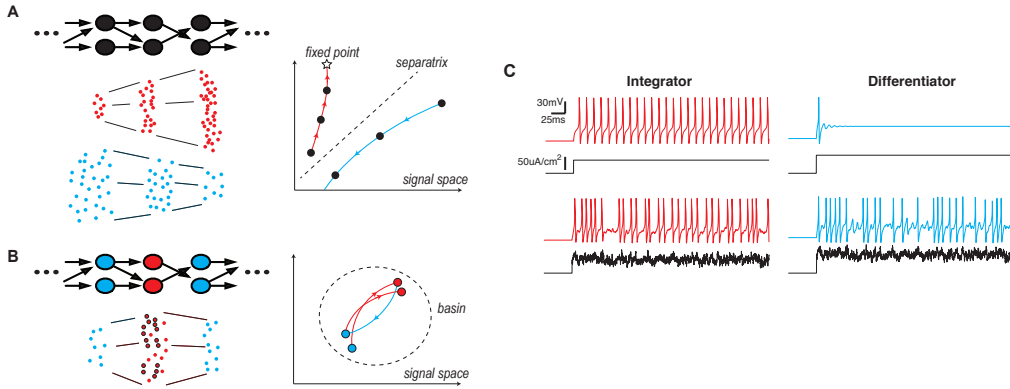 A
fixed point
separatrix
signal space
B
basin
signal space
C
Integrator
Differentiator
30mV
25ms
50uA/cm²